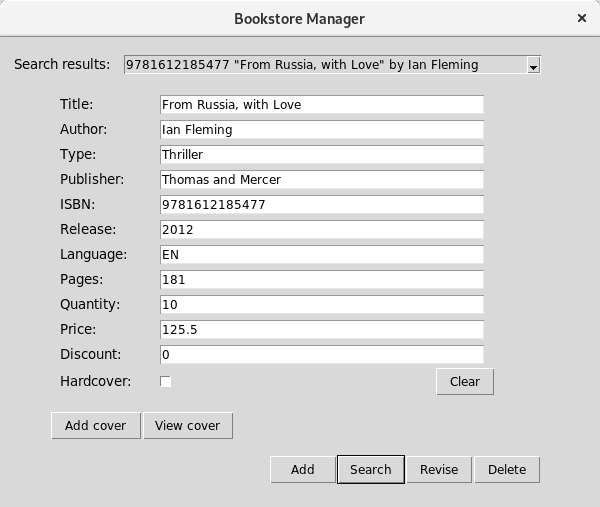 Bookstore Manager ×
Search results: 9781612185477 "From Russia, with Love" by Ian Fleming
Title: From Russia, with Love
Author: Ian Fleming
Type: Thriller
Publisher: Thomas and Mercer
ISBN: 9781612185477
Release: 2012
Language: EN
Pages: 181
Quantity: 10
Price: 125.5
Discount: 0
Hardcover: Clear
Add cover View cover
Add Search Revise Delete